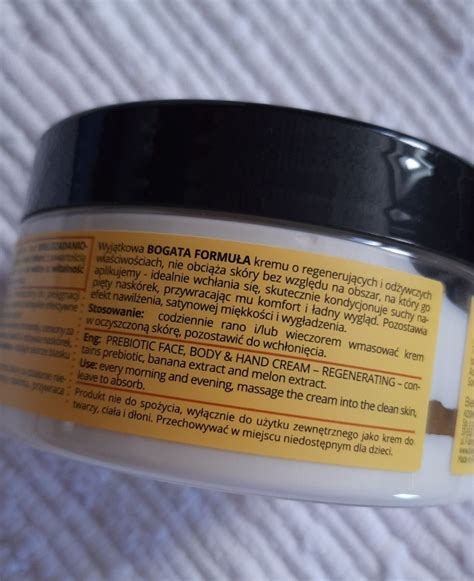 Wyjątkowa BOGATA FORMUŁA kremu o regenerujących i odżywczych
właściwościach, nie obciąża skóry bez względu na obszar, na który go
aplikujemy - idealnie wchłania się, skutecznie kondycjonuje suchy na-
pięty naskórek, przywracając mu komfort i ładny wygląd. Pozostawia
efekt nawilżenia, satynowej miękkości i wygładzenia.
Stosowanie: codziennie rano i/lub wieczorem wmasować krem
w oczyszczoną skórę, pozostawić do wchłonięcia.
Eng: PREBIOTIC FACE, BODY & HAND CREAM – REGENERATING – con-
tains prebiotic, banana extract and melon extract.
Use: every morning and evening, massage the cream into the clean skin,
leave to absorb.
Produkt nie do spożycia, wyłącznie do użytku zewnętrznego jako krem do
twarzy, ciała i dłoni. Przechowywać w miejscu niedostępnym dla dzieci.